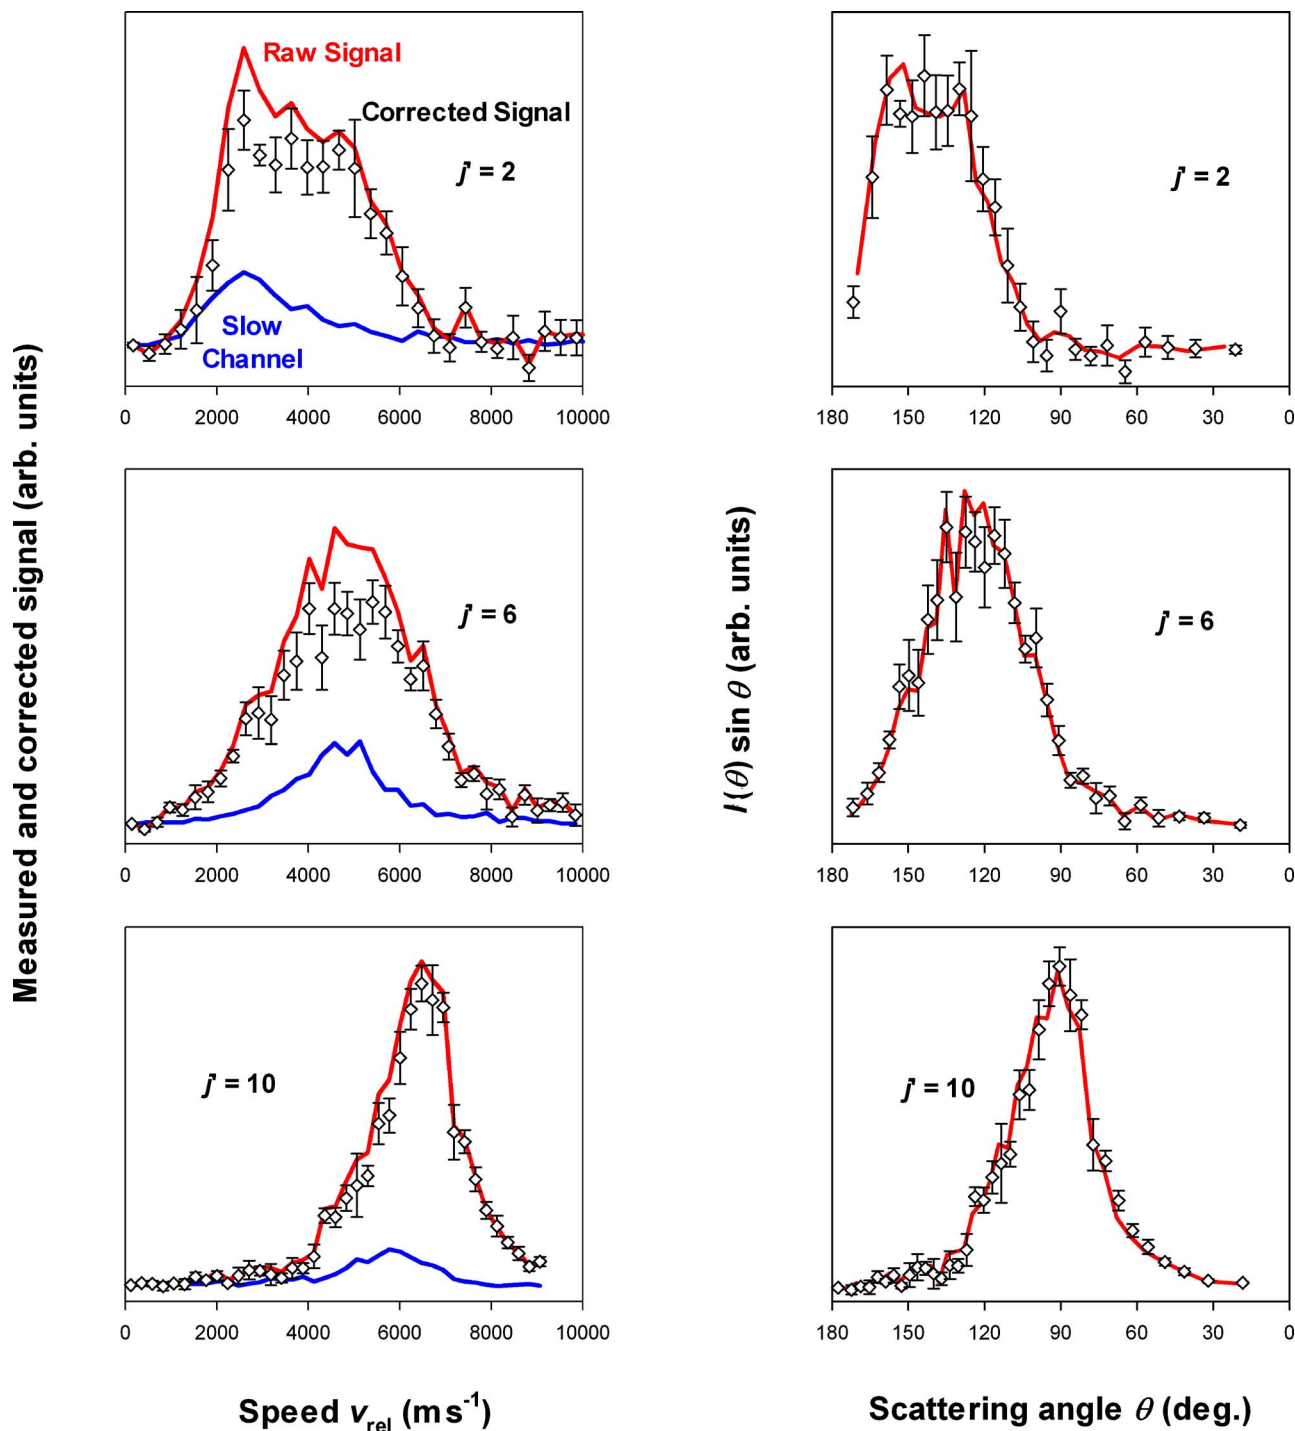 Measured and corrected signal (arb. units)
Raw Signal
Corrected Signal
j' = 2
Slow
Channel
0 2000 4000 6000 8000 10000
j' = 6
0 2000 4000 6000 8000 10000
j' = 10
0 2000 4000 6000 8000 10000
Speed vrel (m s-1)
I(θ) sin θ (arb. units)
j' = 2
180 150 120 90 60 30 0
j' = 6
180 150 120 90 60 30 0
j' = 10
180 150 120 90 60 30 0
Scattering angle θ (deg.)